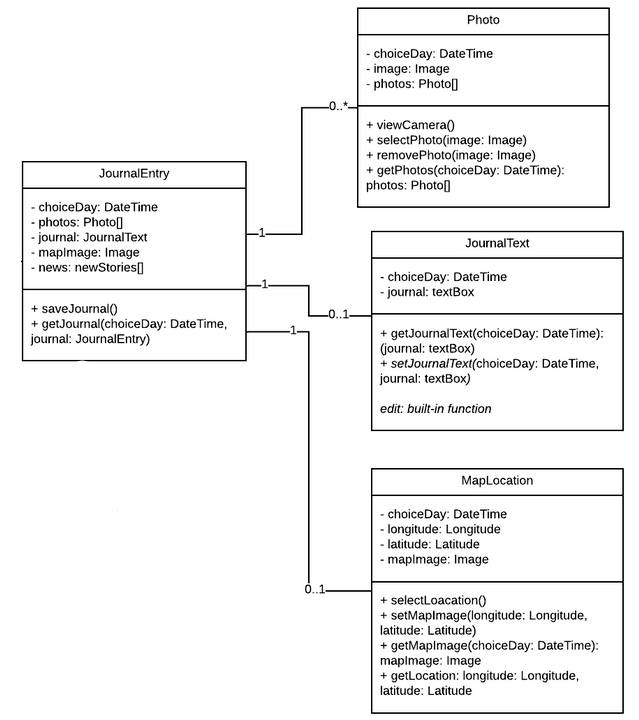 Photo
- choiceDay: DateTime
- image: Image
- photos: Photo[]
0..*
+ viewCamera()
+ selectPhoto(image: Image)
+ removePhoto(image: Image)
+ getPhotos(choiceDay: DateTime):
photos: Photo[]
JournalEntry
- choiceDay: DateTime
- photos: Photo[]
- journal: JournalText
- mapImage: Image
- news: newStories[]
+ saveJournal()
+ getJournal(choiceDay: DateTime,
journal: JournalEntry)
1
1
1
JournalText
- choiceDay: DateTime
- journal: textBox
0..1
+ getJournalText(choiceDay: DateTime):
(journal: textBox)
+ setJournalText(choiceDay: DateTime,
journal: textBox)
edit: built-in function
MapLocation
- choiceDay: DateTime
- longitude: Longitude
- latitude: Latitude
- mapImage: Image
0..1
+ selectLoacation()
+ setMapImage(longitude: Longitude,
latitude: Latitude)
+ getMapImage(choiceDay: DateTime):
mapImage: Image
+ getLocation: longitude: Longitude,
latitude: Latitude